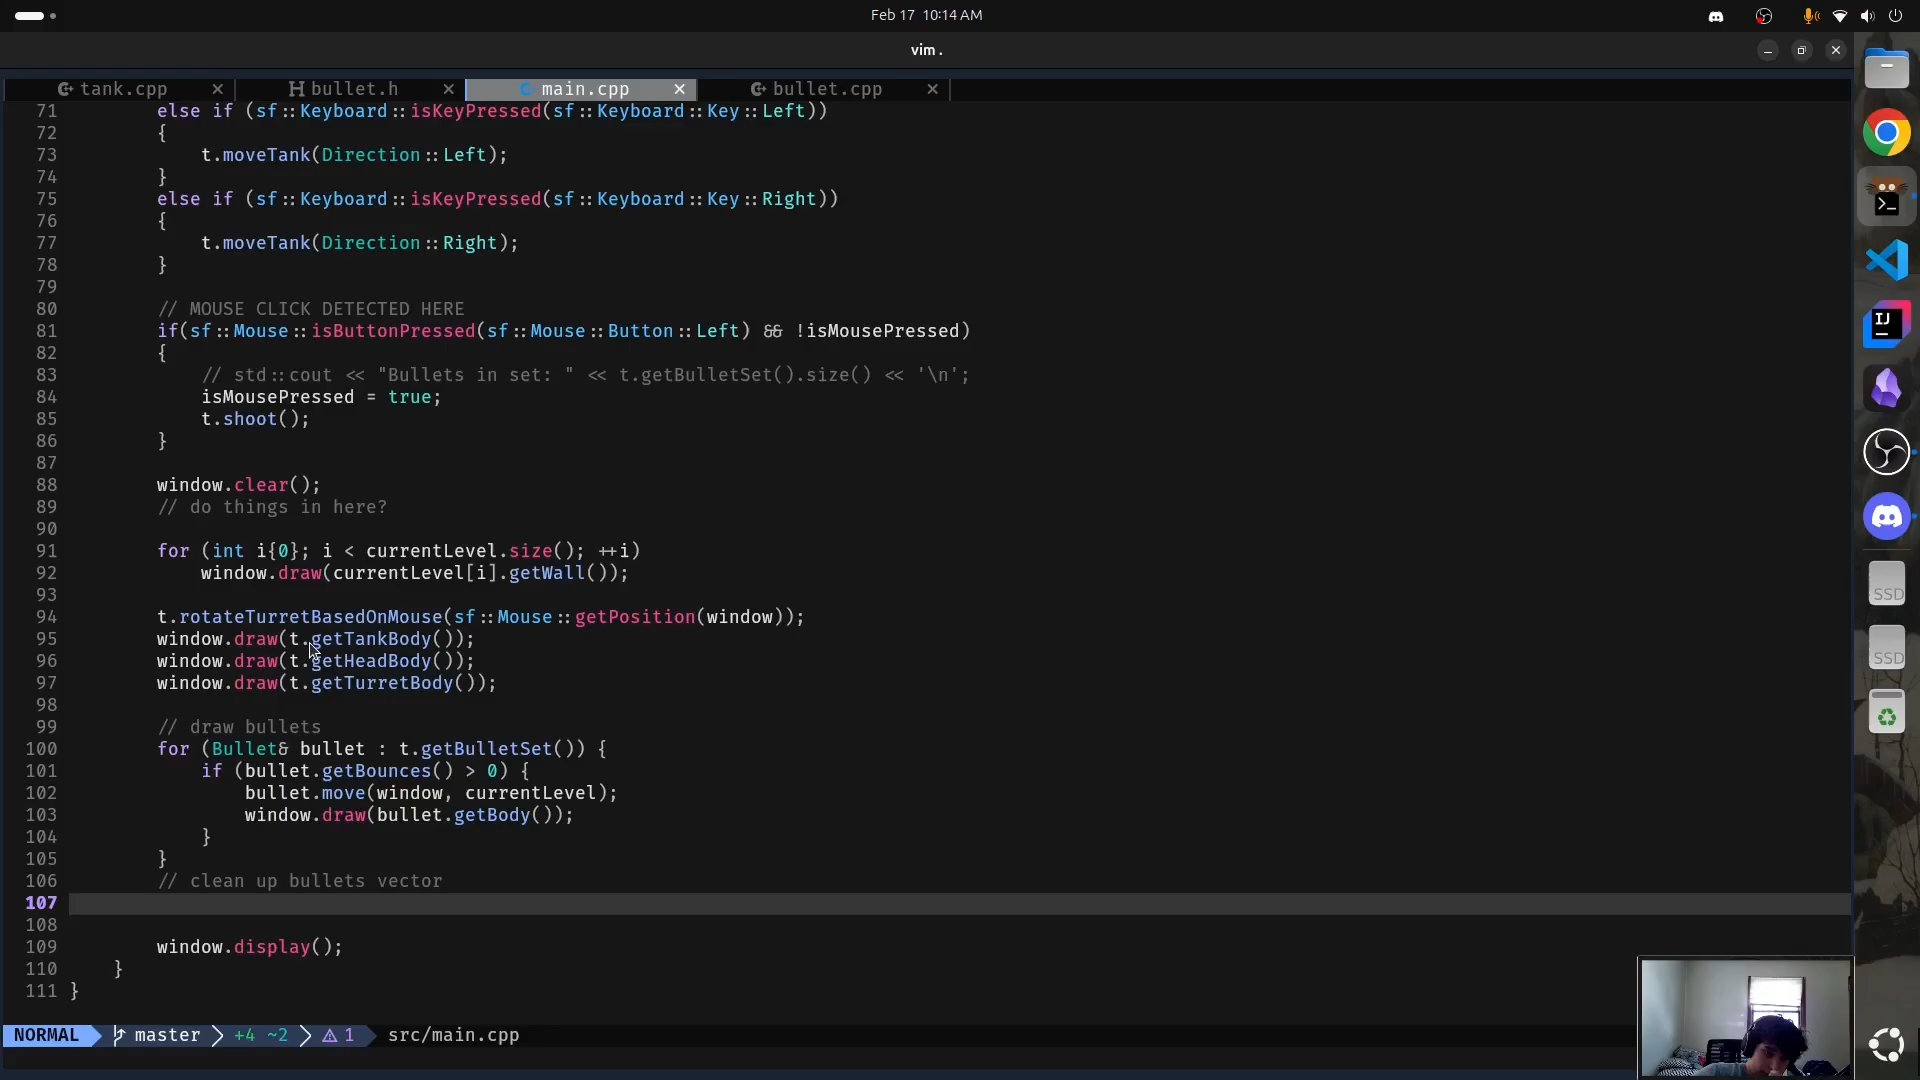 Feb 17 10:14 AM
vim .
tank.cpp
bullet.h
main.cpp
bullet.cpp
71 else if (sf::Keyboard::isKeyPressed(sf::Keyboard::Key::Left))
72 {
73 t.moveTank(Direction::Left);
74 }
75 else if (sf::Keyboard::isKeyPressed(sf::Keyboard::Key::Right))
76 {
77 t.moveTank(Direction::Right);
78 }
79
80 // MOUSE CLICK DETECTED HERE
81 if(sf::Mouse::isButtonPressed(sf::Mouse::Button::Left) && !isMousePressed)
82 {
83 // std::cout << "Bullets in set: " << t.getBulletSet().size() << '\n';
84 isMousePressed = true;
85 t.shoot();
86 }
87
88 window.clear();
89 // do things in here?
90
91 for (int i{0}; i < currentLevel.size(); ++i)
92 window.draw(currentLevel[i].getWall());
93
94 t.rotateTurretBasedOnMouse(sf::Mouse::getPosition(window));
95 window.draw(t.getTankBody());
96 window.draw(t.getHeadBody());
97 window.draw(t.getTurretBody());
98
99 // draw bullets
100 for (Bullet& bullet : t.getBulletSet()) {
101 if (bullet.getBounces() > 0) {
102 bullet.move(window, currentLevel);
103 window.draw(bullet.getBody());
104 }
105 }
106 // clean up bullets vector
107
108
109 window.display();
110 }
111 }
NORMAL master +4 ~2 1 src/main.cpp
IJ
SSD
SSD